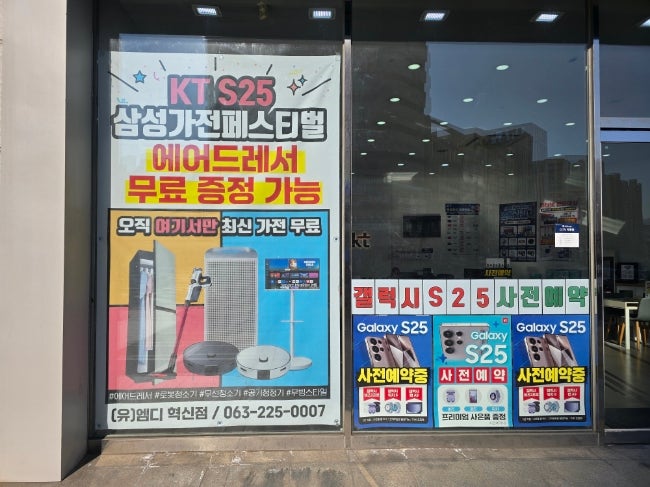 KT S25
삼성가전페스티벌
에어드레서
무료 증정 가능
오직 여기서만 최신 가전 무료
#에어드레서 #로봇청소기 #무선청소기 #공기청정기 #무빙스타일
(유)엠디 혁신점 / 063-225-0007
kt
사전예약
갤럭시S25사전예약
Galaxy S25
사전예약중
Galaxy
S25
사전예약
프리미엄 사은품 증정
Galaxy S25
사전예약중